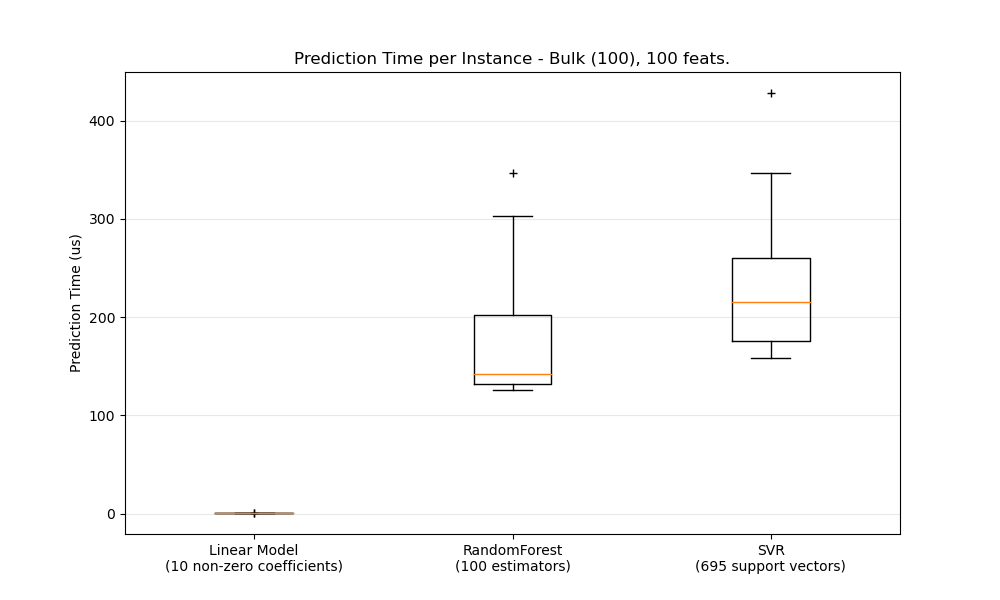 Prediction Time per Instance - Bulk (100), 100 feats.
Prediction Time (us)
400
300
200
100
0
Linear Model
(10 non-zero coefficients)
RandomForest
(100 estimators)
SVR
(695 support vectors)